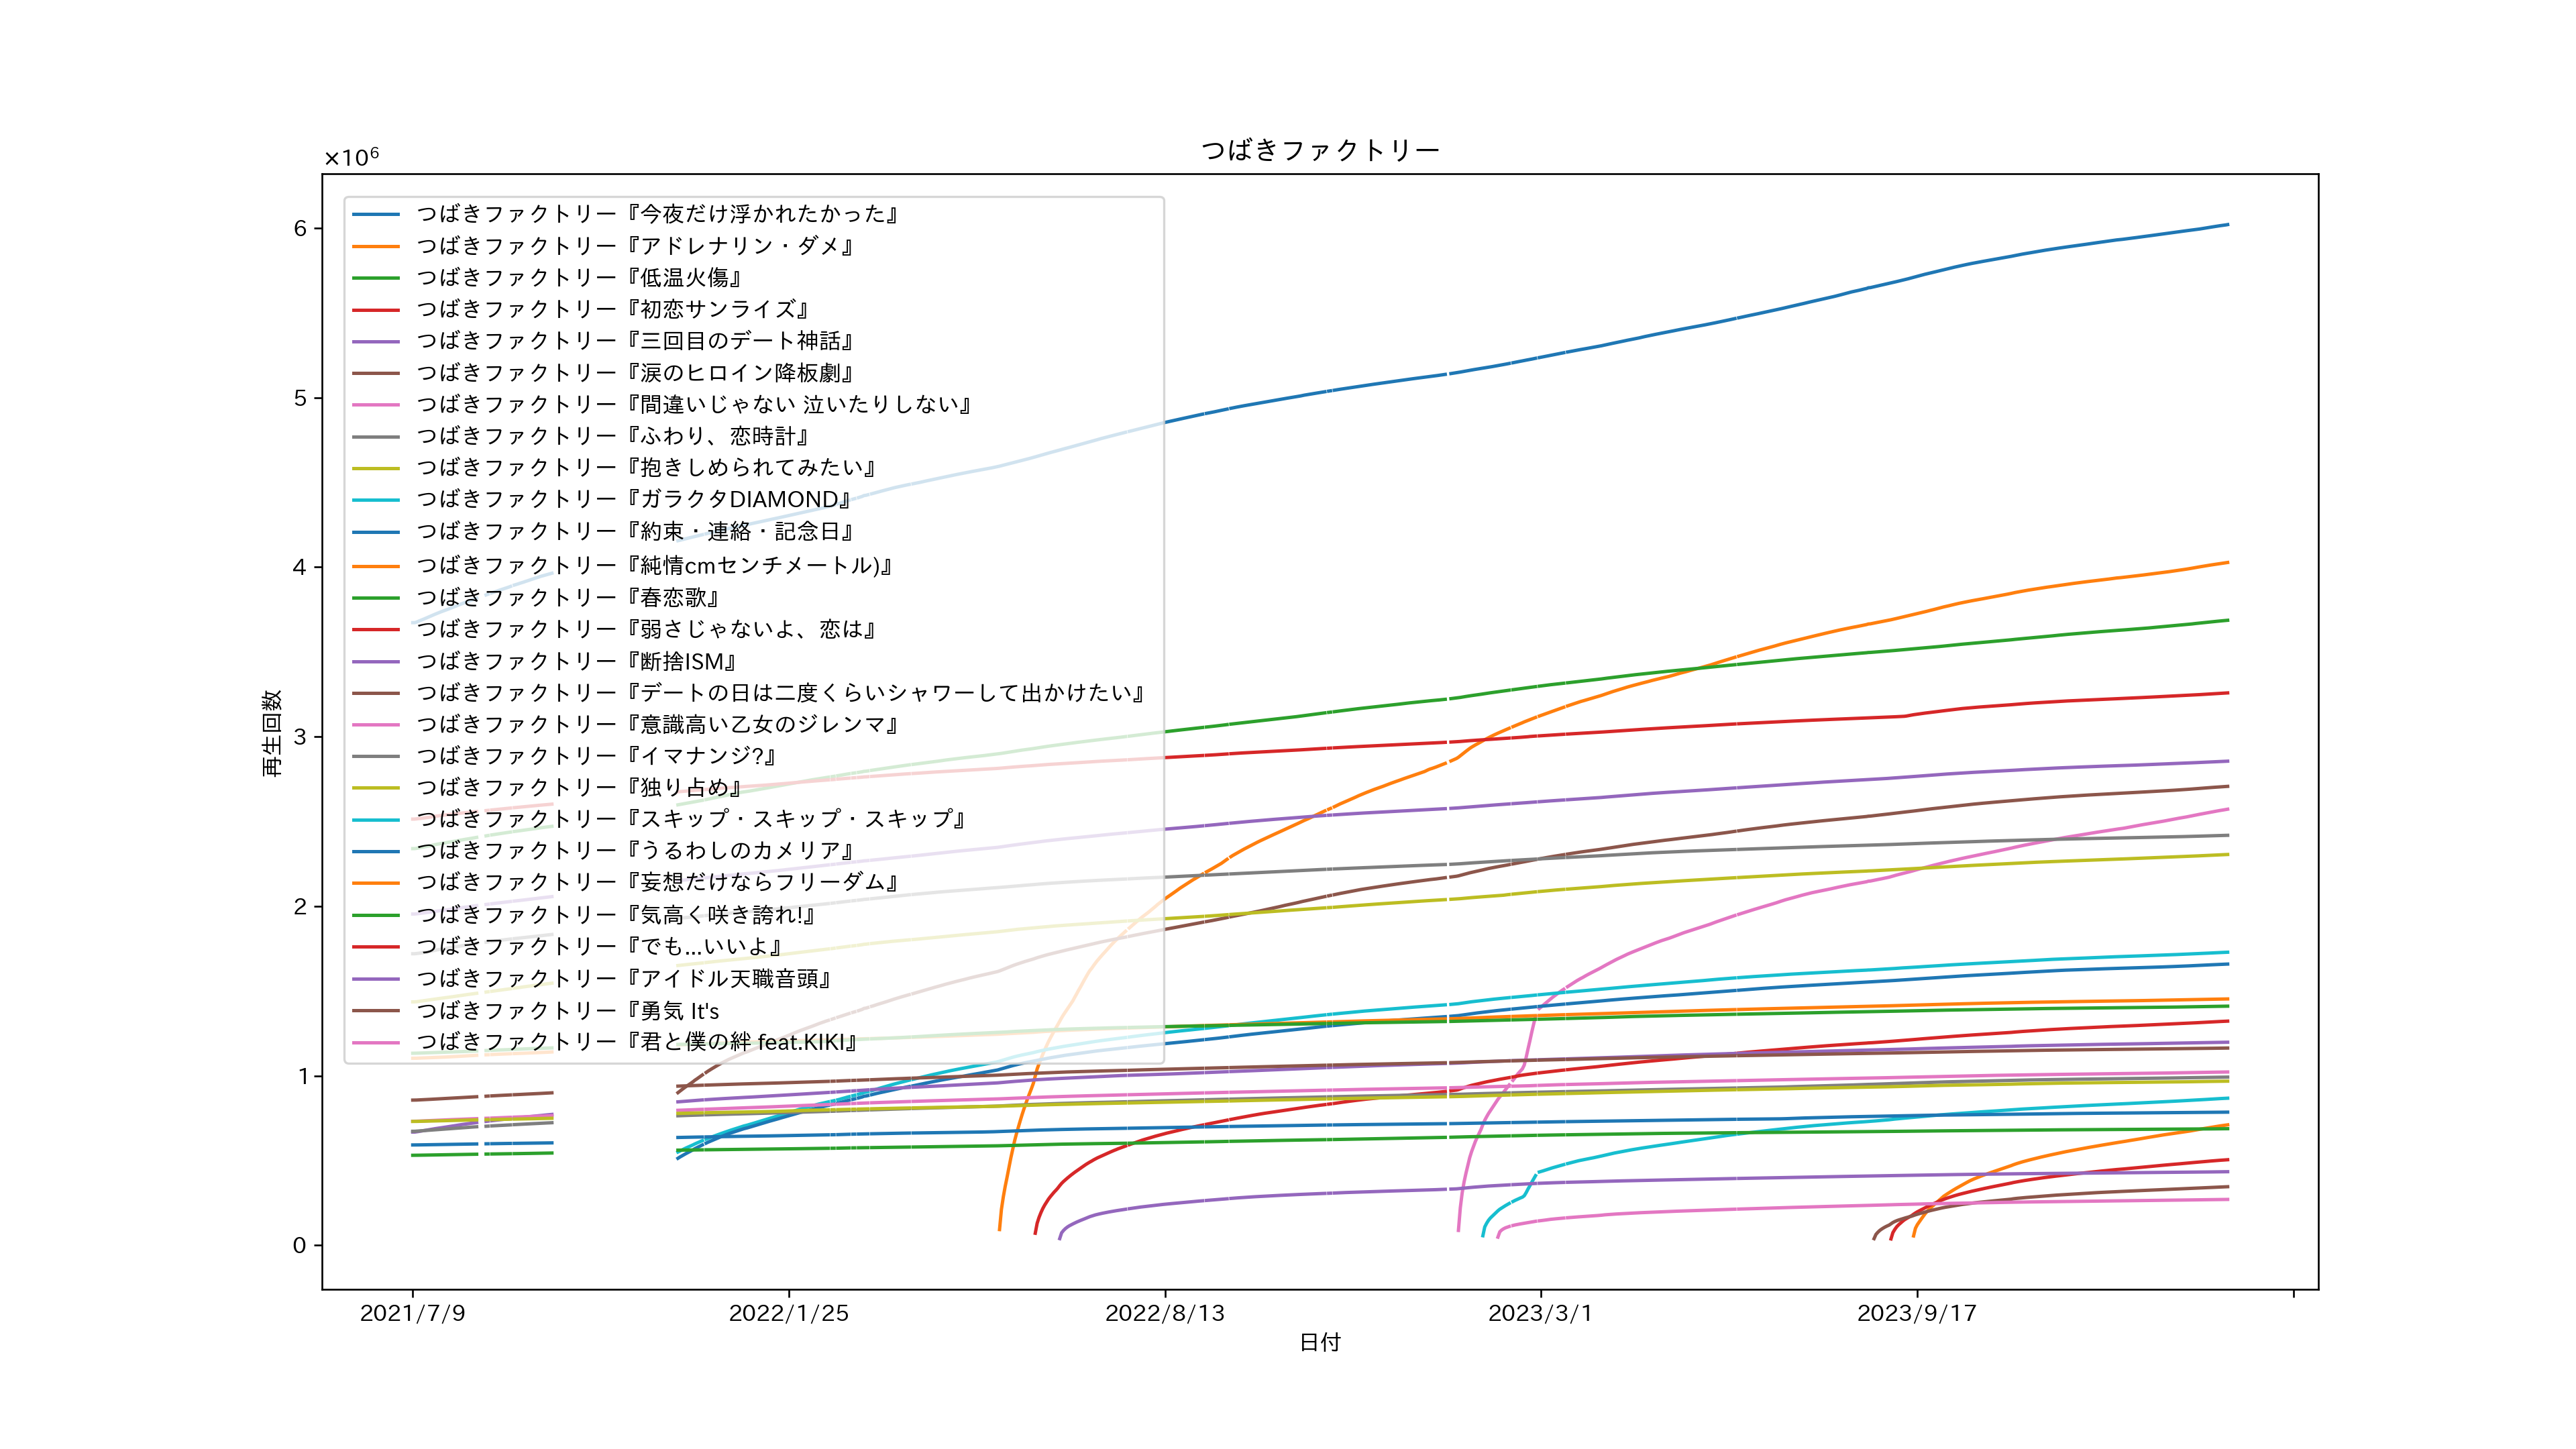 つばきファクトリー
×10⁶
つばきファクトリー『今夜だけ浮かれたかった』
つばきファクトリー『アドレナリン・ダメ』
つばきファクトリー『低温火傷』
つばきファクトリー『初恋サンライズ』
つばきファクトリー『三回目のデート神話』
つばきファクトリー『涙のヒロイン降板劇』
つばきファクトリー『間違いじゃない 泣いたりしない』
つばきファクトリー『ふわり、恋時計』
つばきファクトリー『抱きしめられてみたい』
つばきファクトリー『ガラクタDIAMOND』
つばきファクトリー『約束・連絡・記念日』
つばきファクトリー『純情cmセンチメートル)』
つばきファクトリー『春恋歌』
つばきファクトリー『弱さじゃないよ、恋は』
つばきファクトリー『断捨ISM』
つばきファクトリー『デートの日は二度くらいシャワーして出かけたい』
つばきファクトリー『意識高い乙女のジレンマ』
つばきファクトリー『イマナンジ?』
つばきファクトリー『独り占め』
つばきファクトリー『スキップ・スキップ・スキップ』
つばきファクトリー『うるわしのカメリア』
つばきファクトリー『妄想だけならフリーダム』
つばきファクトリー『気高く咲き誇れ!』
つばきファクトリー『でも...いいよ』
つばきファクトリー『アイドル天職音頭』
つばきファクトリー『勇気 It's
つばきファクトリー『君と僕の絆 feat.KIKI』
6
5
4
3
2
1
0
再生回数
2021/7/9
2022/1/25
2022/8/13
2023/3/1
2023/9/17
日付